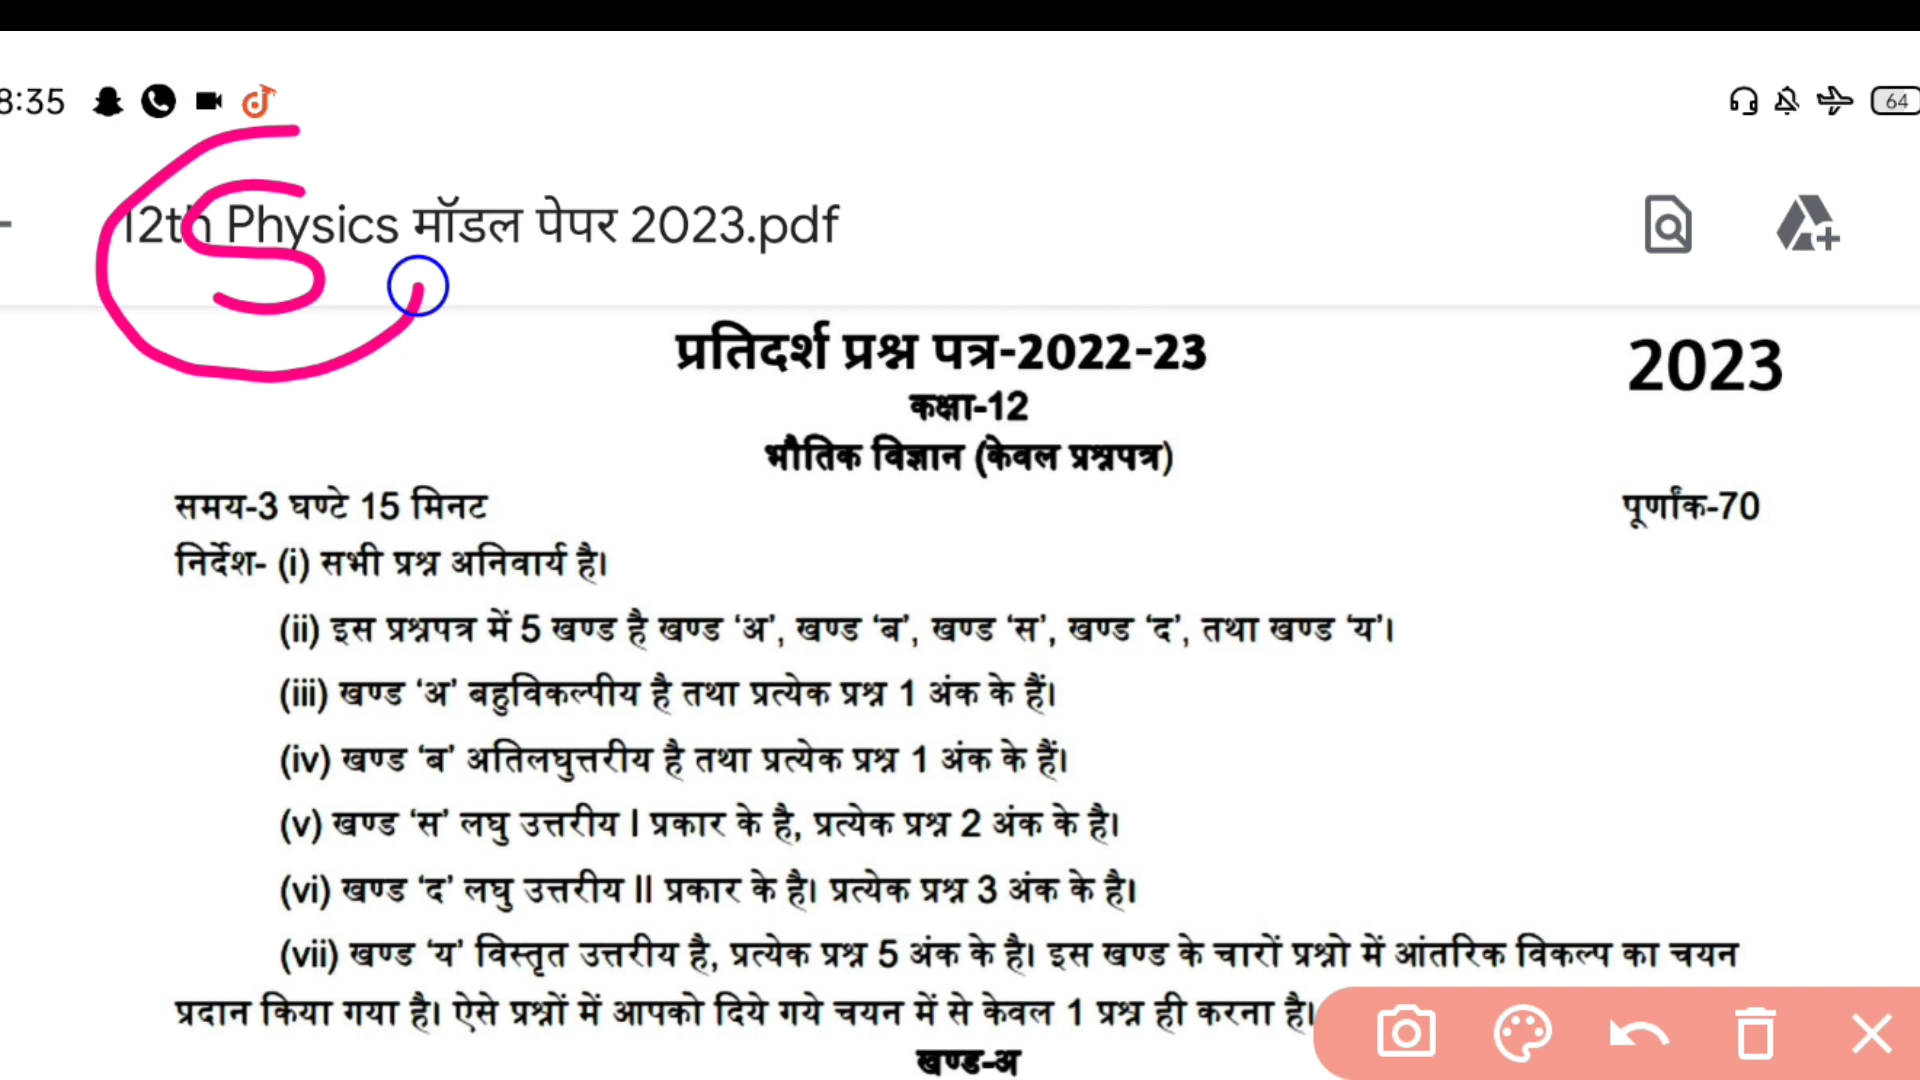 8:35
64
12th Physics मॉडल पेपर 2023.pdf
S
प्रतिदर्श प्रश्न पत्र-2022-23
2023
कक्षा-12
भौतिक विज्ञान (केवल प्रश्नपत्र)
समय-3 घण्टे 15 मिनट
पूर्णांक-70
निर्देश- (i) सभी प्रश्न अनिवार्य है।
(ii) इस प्रश्नपत्र में 5 खण्ड है खण्ड ‘अ’, खण्ड ‘ब’, खण्ड ‘स’, खण्ड ‘द’, तथा खण्ड ‘य’।
(iii) खण्ड ‘अ’ बहुविकल्पीय है तथा प्रत्येक प्रश्न 1 अंक के हैं।
(iv) खण्ड ‘ब’ अतिलघुत्तरीय है तथा प्रत्येक प्रश्न 1 अंक के हैं।
(v) खण्ड ‘स’ लघु उत्तरीय I प्रकार के है, प्रत्येक प्रश्न 2 अंक के है।
(vi) खण्ड ‘द’ लघु उत्तरीय II प्रकार के है। प्रत्येक प्रश्न 3 अंक के है।
(vii) खण्ड ‘य’ विस्तृत उत्तरीय है, प्रत्येक प्रश्न 5 अंक के है। इस खण्ड के चारों प्रश्नो में आंतरिक विकल्प का चयन
प्रदान किया गया है। ऐसे प्रश्नों में आपको दिये गये चयन में से केवल 1 प्रश्न ही करना है।
खण्ड-अ